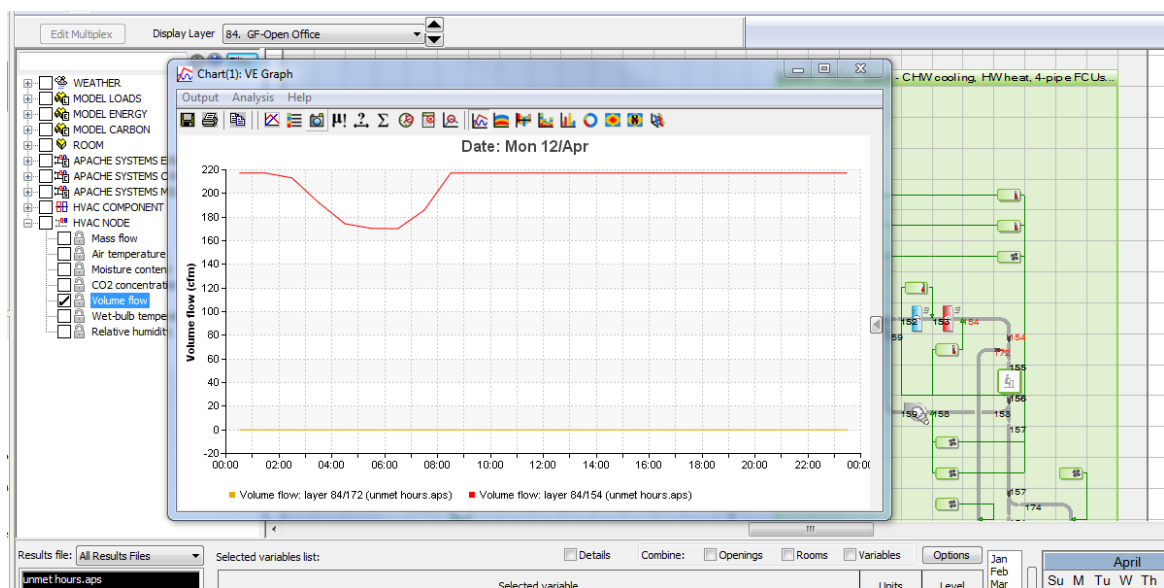 Edit Multiplex
Display Layer
84, GF-Open Office
Chart(1): VE Graph
- CHW cooling, HW heat, 4-pipe FCUs...
WEATHER
MODEL LOADS
MODEL ENERGY
MODEL CARBON
ROOM
APACHE SYSTEMS E
APACHE SYSTEMS C
APACHE SYSTEMS M
HVAC COMPONENT
HVAC NODE
Mass flow
Air temperature
Moisture conten
CO2 concentrati
Volume flow
Wet-bulb tempe
Relative humidit
Output Analysis Help
Date: Mon 12/Apr
Volume flow (cfm)
220
200
180
160
140
120
100
80
60
40
20
0
-20
00:00 02:00 04:00 06:00 08:00 10:00 12:00 14:00 16:00 18:00 20:00 22:00 00:00
Volume flow: layer 84/172 (unmet hours.aps) Volume flow: layer 84/154 (unmet hours.aps)
152 153 154
59
154
172
155
156
159 158 158
157
157
174
Results file: All Results Files
Selected variables list:
Details Combine: Openings Rooms Variables Options
unmet hours.aps
Selected variable Units Level
Jan
Feb
Mar
April
Su M Tu W Th